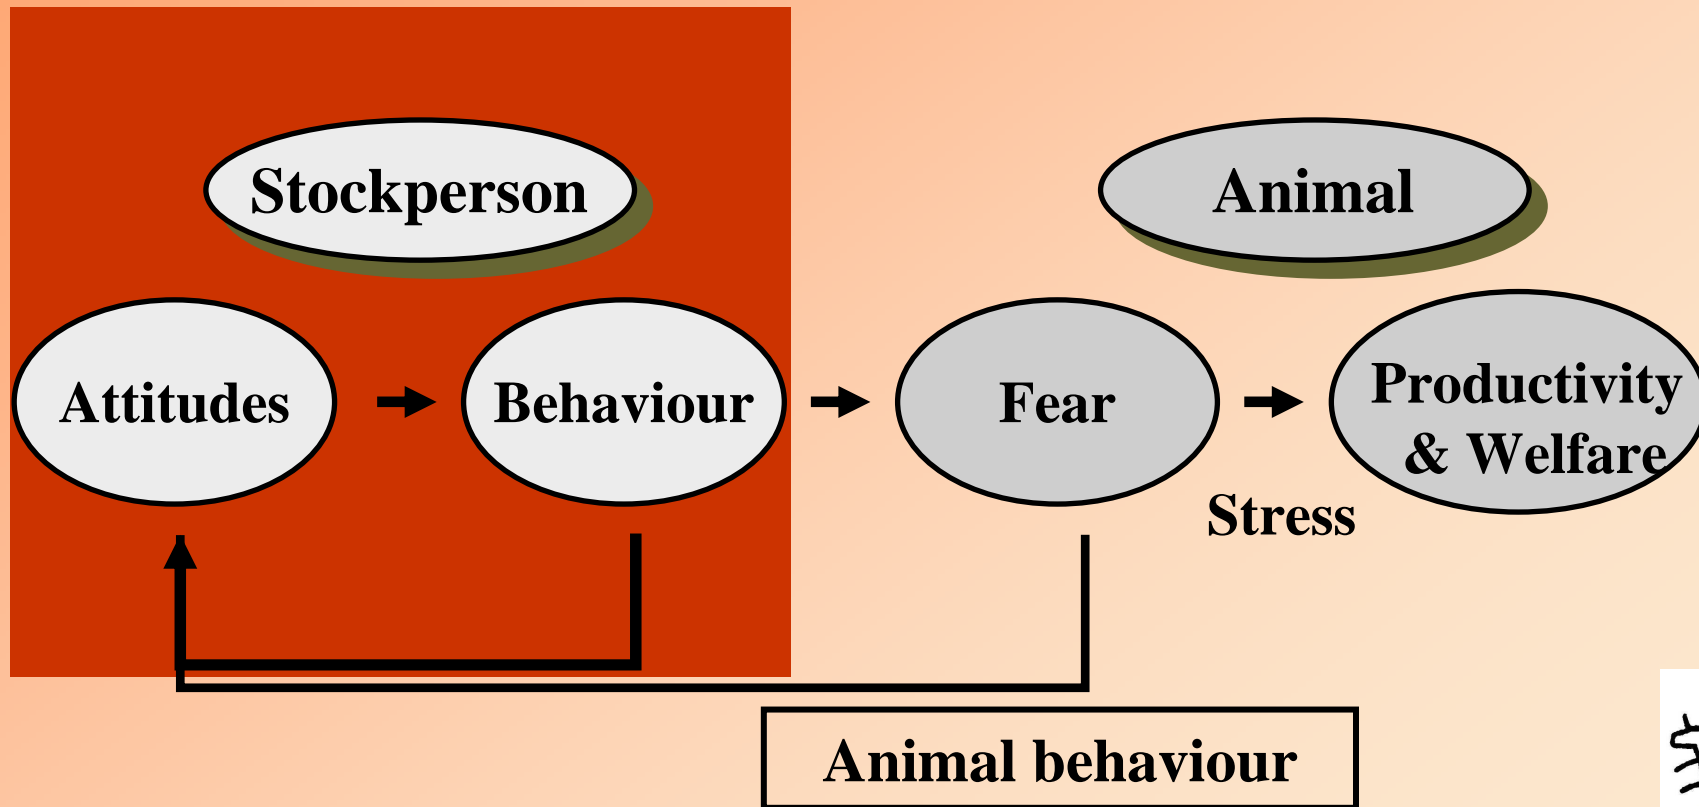 Stockperson
Animal
Attitudes
Behaviour
Fear
Productivity
& Welfare
Stress
Animal behaviour